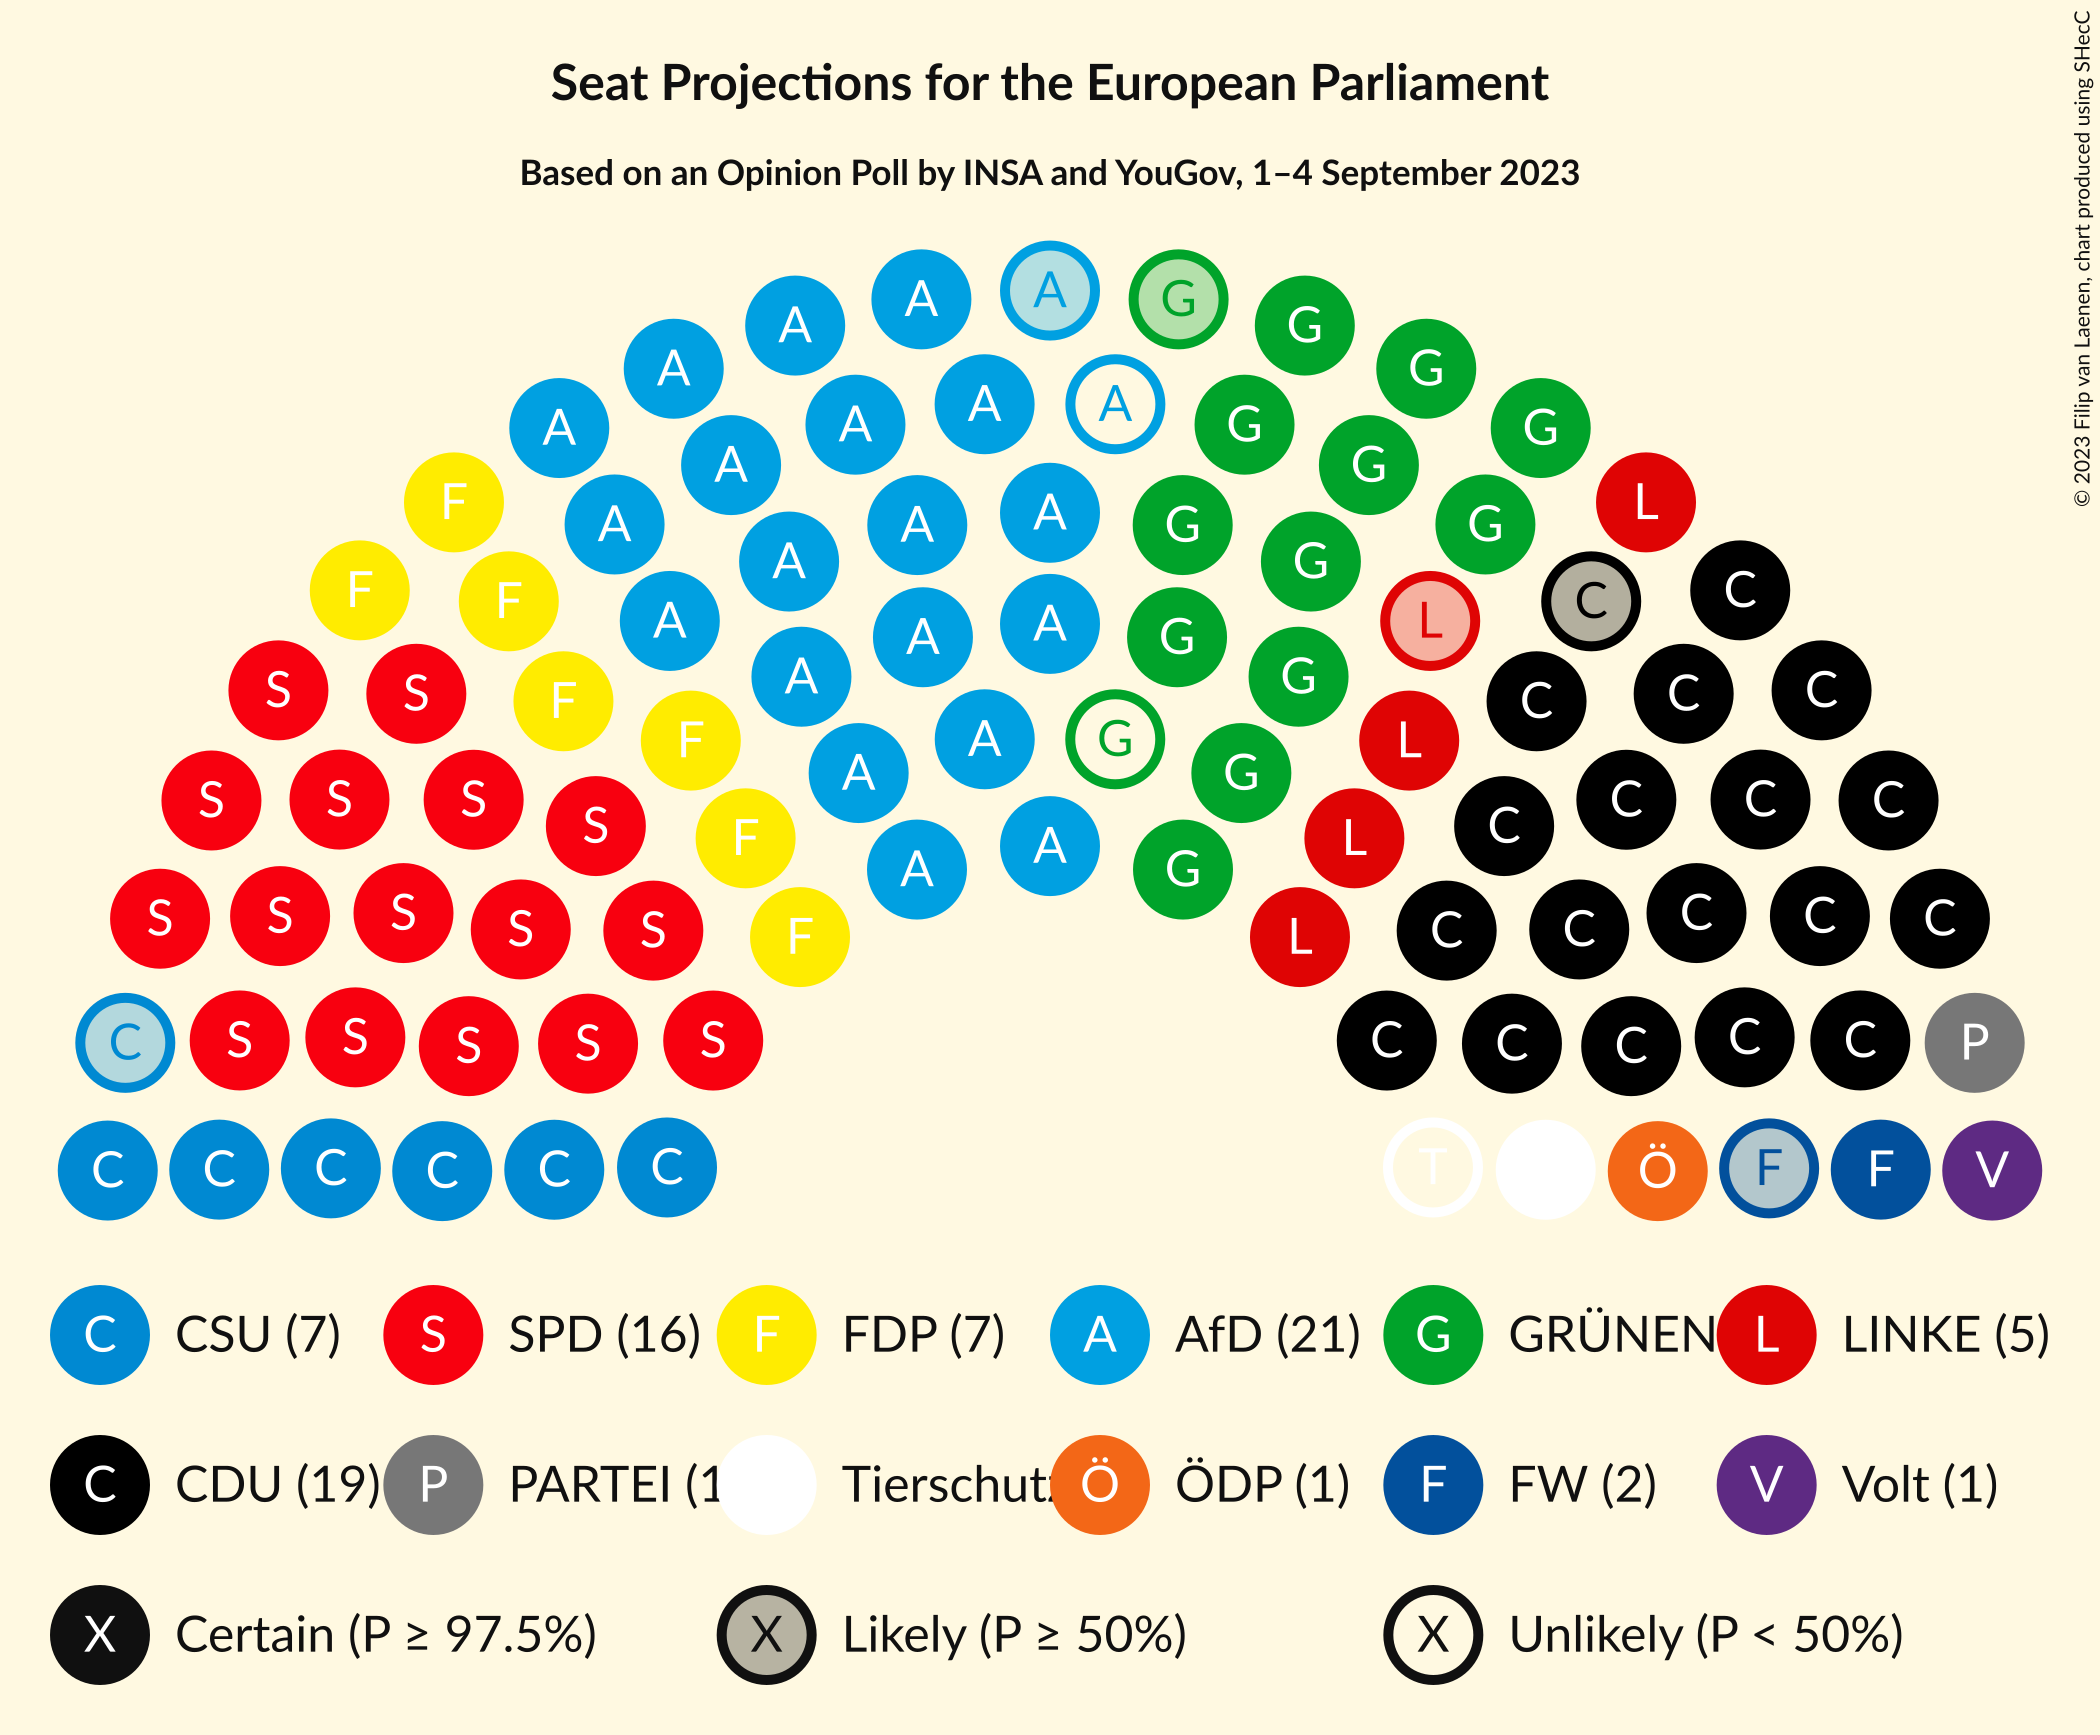 Seat Projections for the European Parliament
Based on an Opinion Poll by INSA and YouGov, 1–4 September 2023
© 2023 Filip van Laenen, chart produced using SHecC
A A G
A A G
A A A G G
A A G
A A G G
F A A G L
A A G G
F F A L C C
A A G
S S F A A G G C C C
F A G L
S S S A G C C C
S F L C
S S S S S F A A G L C C C C C
C S S S S S C C C C C P
C C C C C C T Ö F F V
C CSU (7) S SPD (16) F FDP (7) A AfD (21) G GRÜNEN L LINKE (5)
C CDU (19) P PARTEI (1 Tierschutz Ö ÖDP (1) F FW (2) V Volt (1)
X Certain (P ≥ 97.5%) X Likely (P ≥ 50%) X Unlikely (P < 50%)